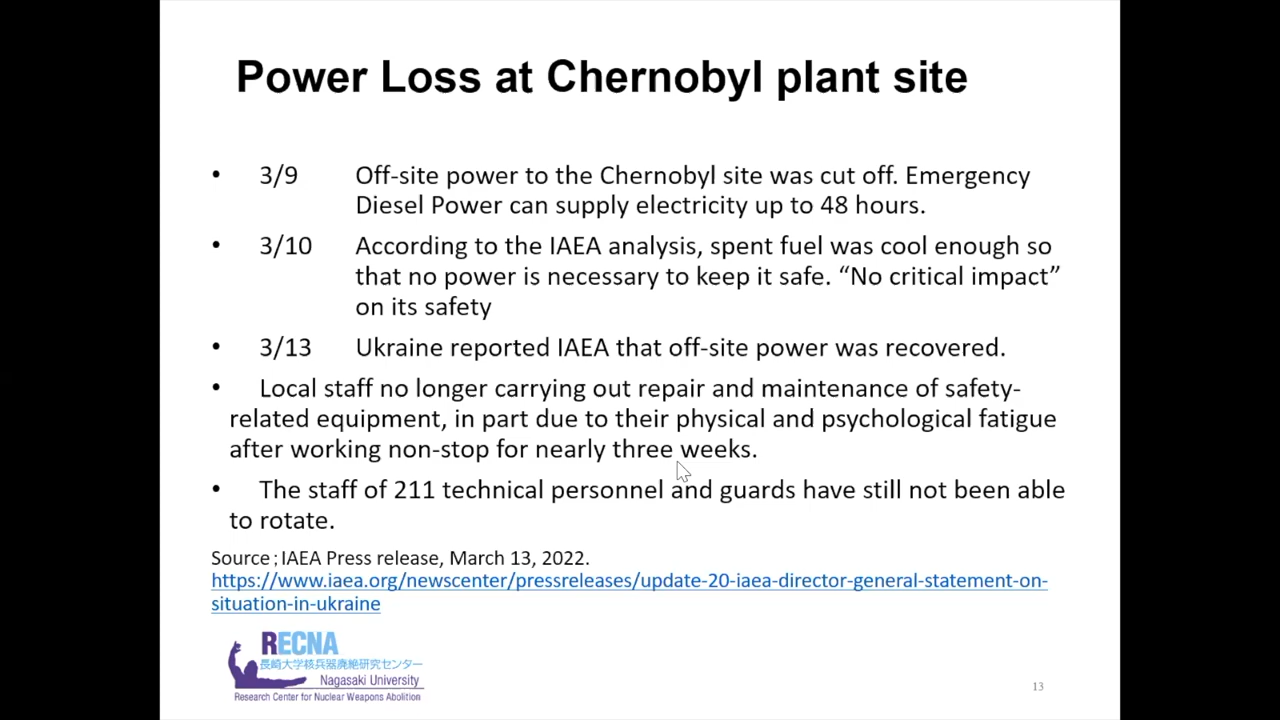 Power Loss at Chernobyl plant site
• 3/9 Off-site power to the Chernobyl site was cut off. Emergency
Diesel Power can supply electricity up to 48 hours.
• 3/10 According to the IAEA analysis, spent fuel was cool enough so
that no power is necessary to keep it safe. “No critical impact”
on its safety
• 3/13 Ukraine reported IAEA that off-site power was recovered.
• Local staff no longer carrying out repair and maintenance of safety-
related equipment, in part due to their physical and psychological fatigue
after working non-stop for nearly three weeks.
• The staff of 211 technical personnel and guards have still not been able
to rotate.
Source；IAEA Press release, March 13, 2022.
https://www.iaea.org/newscenter/pressreleases/update-20-iaea-director-general-statement-on-
situation-in-ukraine
RECNA
長崎大学核兵器廃絶研究センター
Nagasaki University
Research Center for Nuclear Weapons Abolition
13